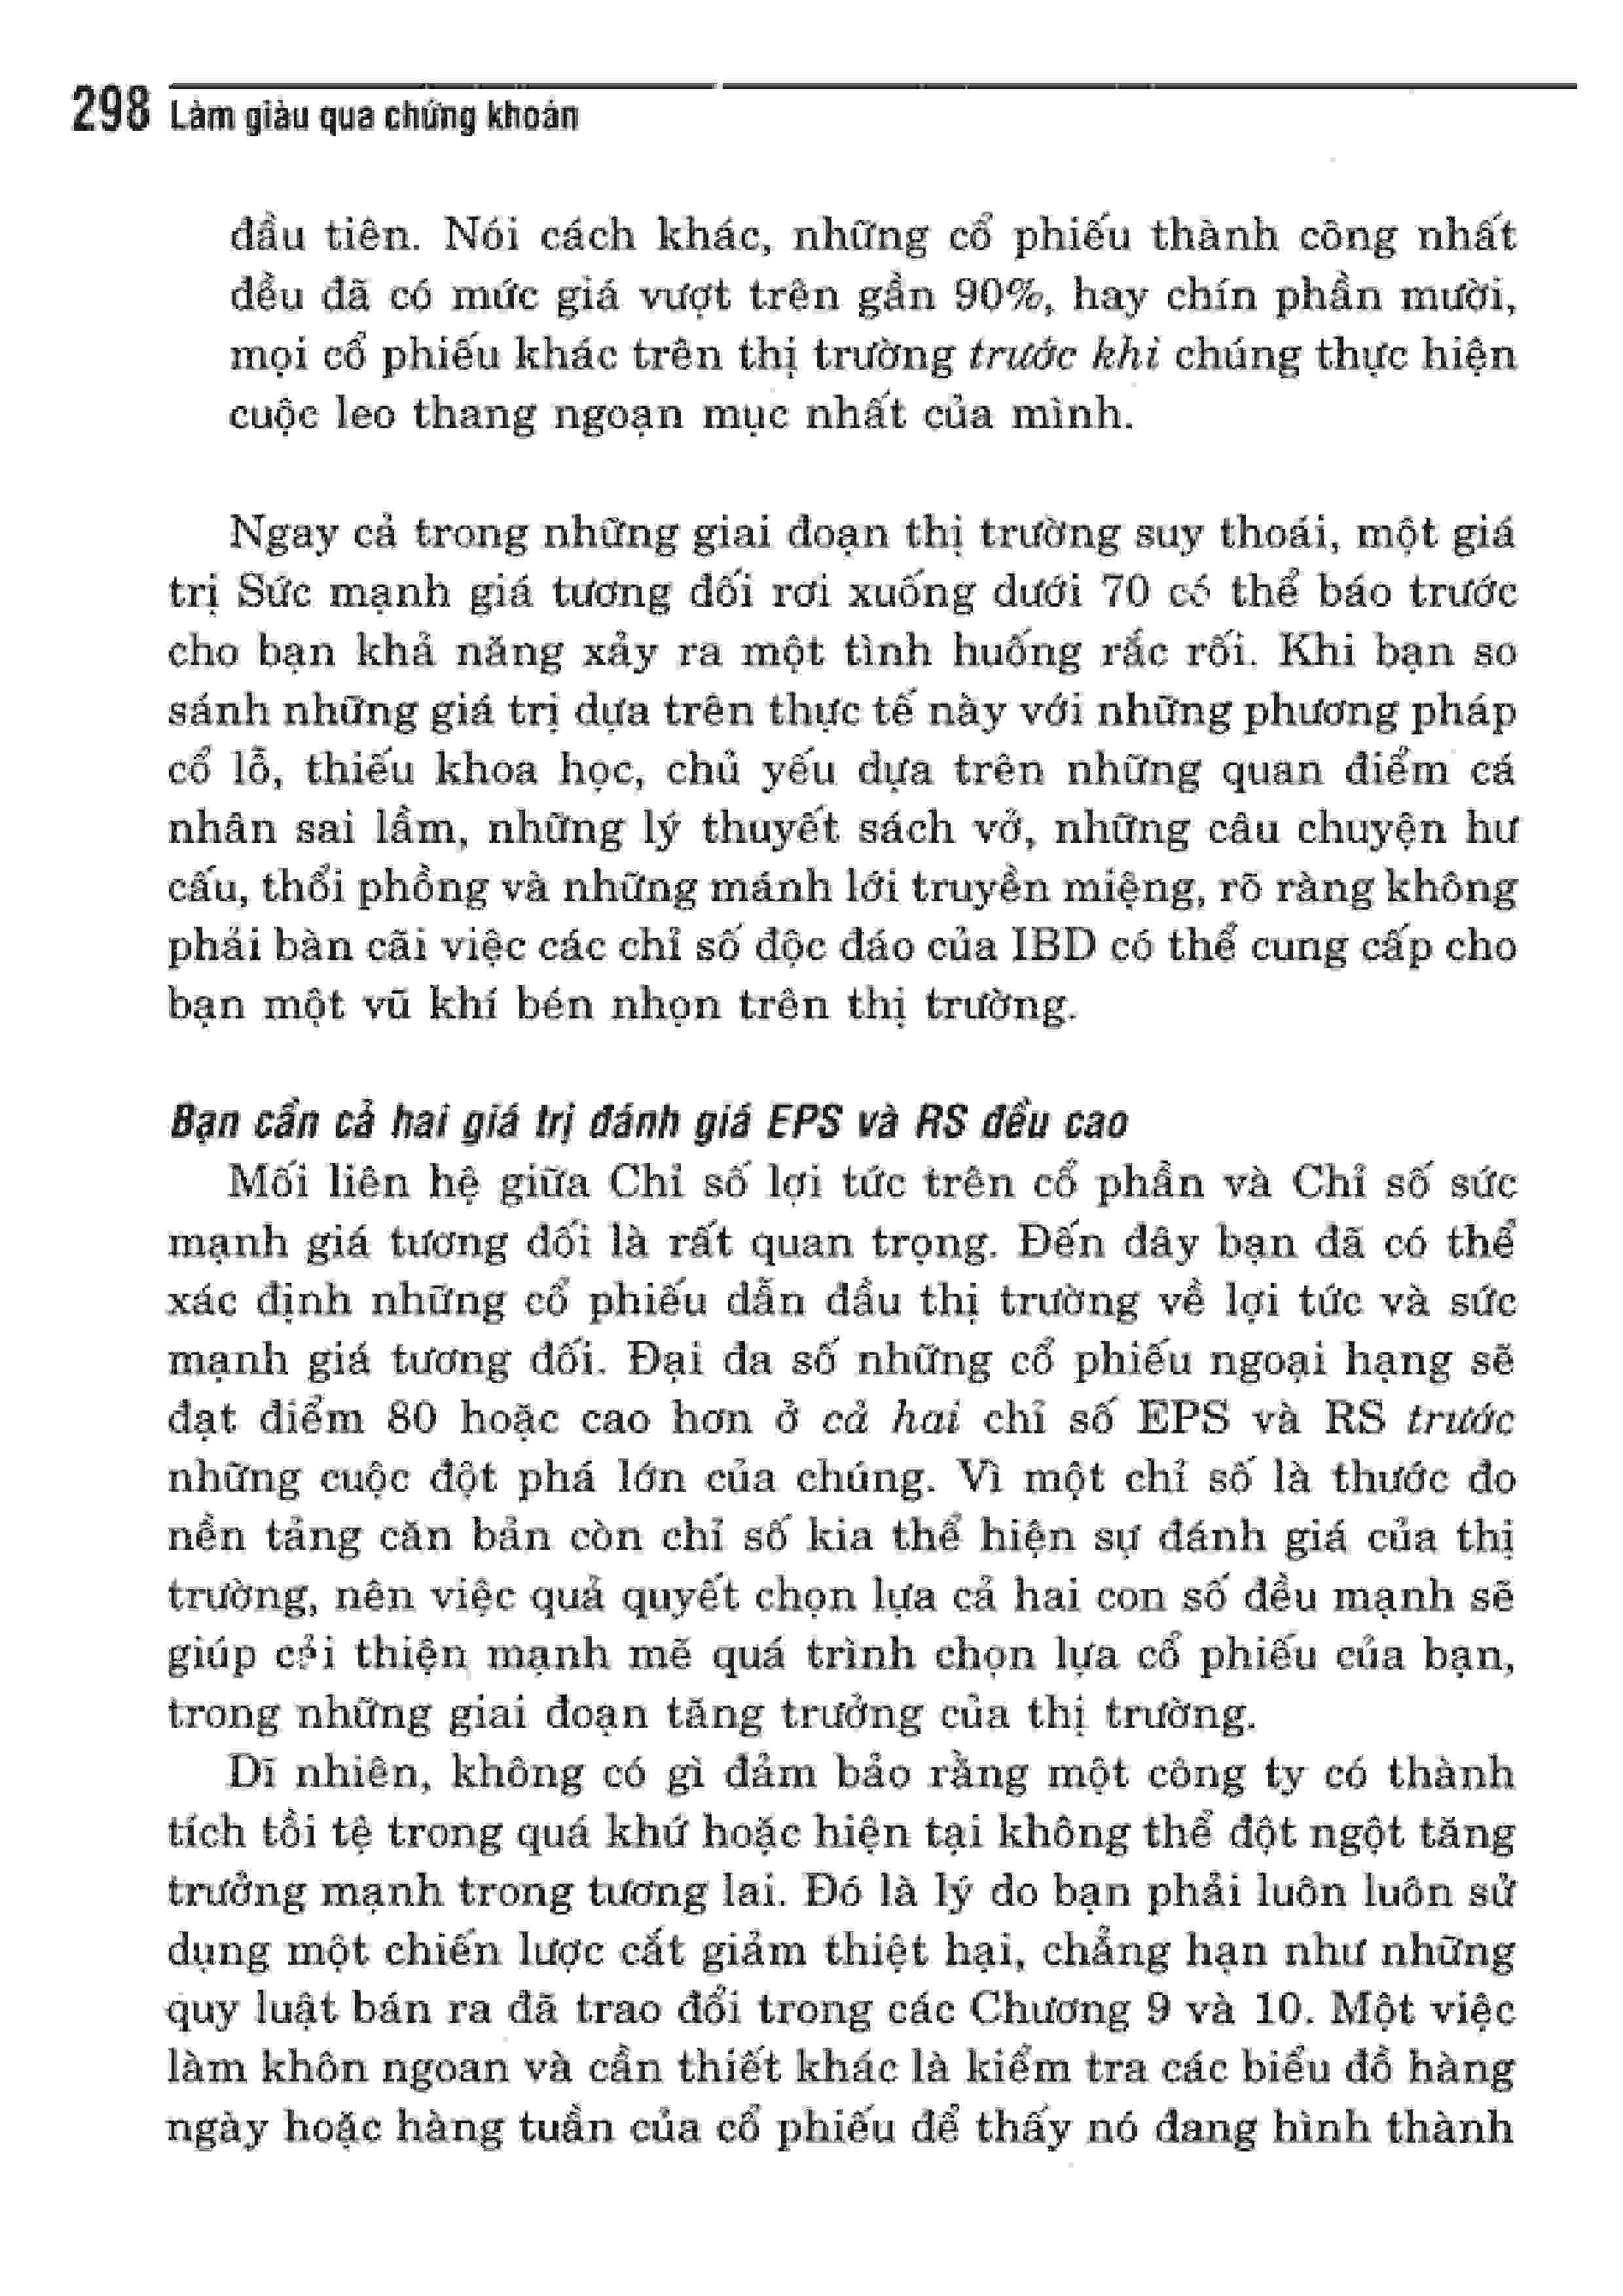 298 Làm giàu qua chứng khoán
đầu tiên. Nói cách khác, những cổ phiếu thành công nhất
đều đã có mức giá vượt trên gần 90%, hay chín phần mười,
mọi cổ phiếu khác trên thị trường trước khi chúng thực hiện
cuộc leo thang ngoạn mục nhất của mình.
Ngay cả trong những giai đoạn thị trường suy thoái, một giá
trị Sức mạnh giá tương đối rơi xuống dưới 70 có thể báo trước
cho bạn khả năng xảy ra một tình huống rắc rối. Khi bạn so
sánh những giá trị dựa trên thực tế này với những phương pháp
cổ lỗ, thiếu khoa học, chủ yếu dựa trên những quan điểm cá
nhân sai lầm, những lý thuyết sách vở, những câu chuyện hư
cấu, thổi phồng và những mánh lới truyền miệng, rõ ràng không
phải bàn cãi việc các chỉ số độc đáo của IBD có thể cung cấp cho
bạn một vũ khí bén nhọn trên thị trường.
Bạn cần cả hai giá trị đánh giá EPS và RS đều cao
Mối liên hệ giữa Chỉ số lợi tức trên cổ phần và Chỉ số sức
mạnh giá tương đối là rất quan trọng. Đến đây bạn đã có thể
xác định những cổ phiếu dẫn đầu thị trường về lợi tức và sức
mạnh giá tương đối. Đại đa số những cổ phiếu ngoại hạng sẽ
đạt điểm 80 hoặc cao hơn ở cả hai chỉ số EPS và RS trước
những cuộc đột phá lớn của chúng. Vì một chỉ số là thước đo
nền tảng căn bản còn chỉ số kia thể hiện sự đánh giá của thị
trường, nên việc quả quyết chọn lựa cả hai con số đều mạnh sẽ
giúp cải thiện mạnh mẽ quá trình chọn lựa cổ phiếu của bạn,
trong những giai đoạn tăng trưởng của thị trường.
Dĩ nhiên, không có gì đảm bảo rằng một công ty có thành
tích tồi tệ trong quá khứ hoặc hiện tại không thể đột ngột tăng
trưởng mạnh trong tương lai. Đó là lý do bạn phải luôn luôn sử
dụng một chiến lược cắt giảm thiệt hại, chẳng hạn như những
quy luật bán ra đã trao đổi trong các Chương 9 và 10. Một việc
làm khôn ngoan và cần thiết khác là kiểm tra các biểu đồ hàng
ngày hoặc hàng tuần của cổ phiếu để thấy nó đang hình thành